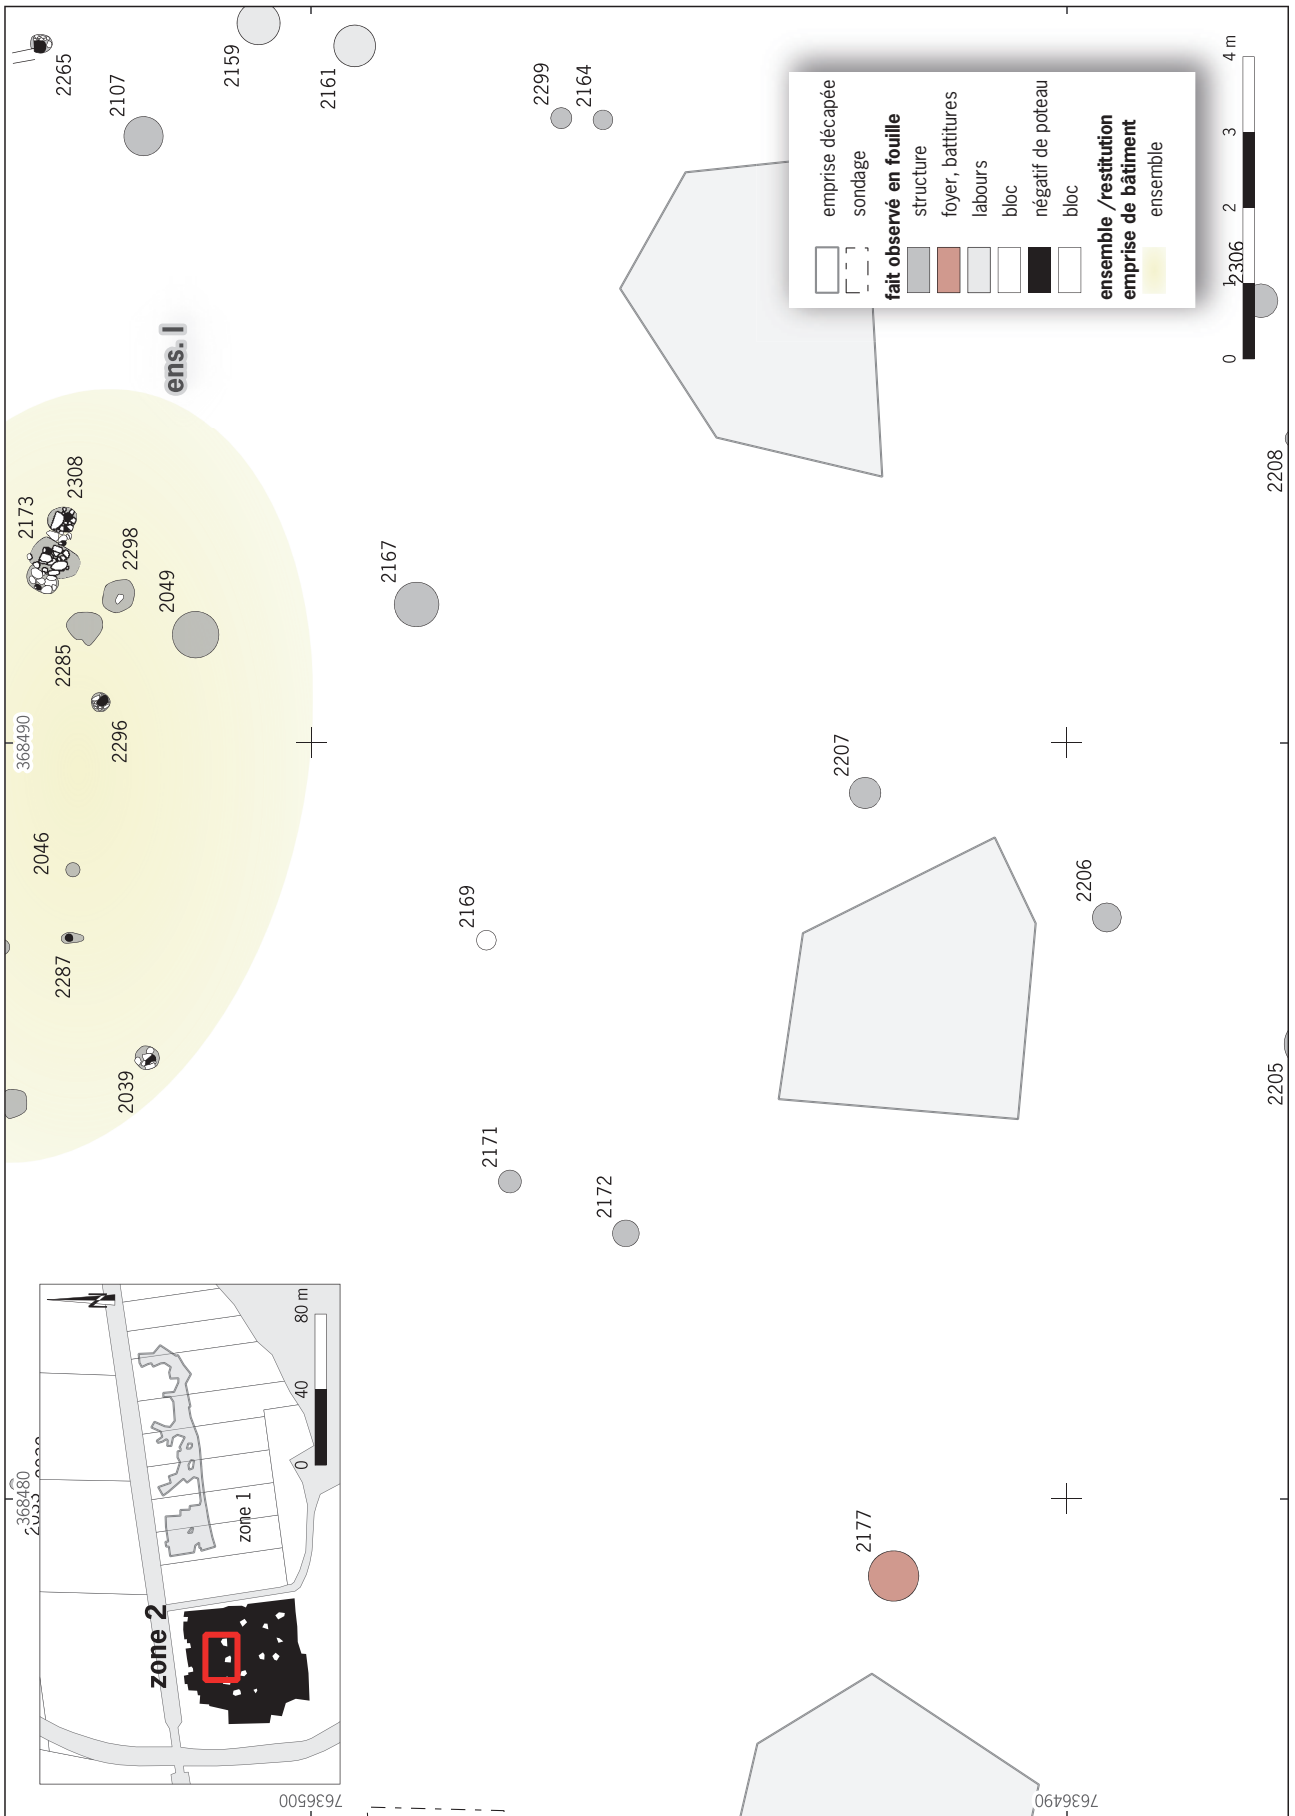 2265
2107
2159
2161
2299
2164
ens. I
2173
2308
2298
2049
2285
2296
368490
2046
2287
2039
2167
2169
2171
2172
2207
2206
2177
2208
2205
2306
emprise décapée
sondage
fait observé en fouille
structure
foyer, battitures
labours
bloc
négatif de poteau
bloc
ensemble /restitution
emprise de bâtiment
ensemble
0 1 2 3 4 m
368480
zone 2
zone 1
N
0 40 80 m
7636500
7636490